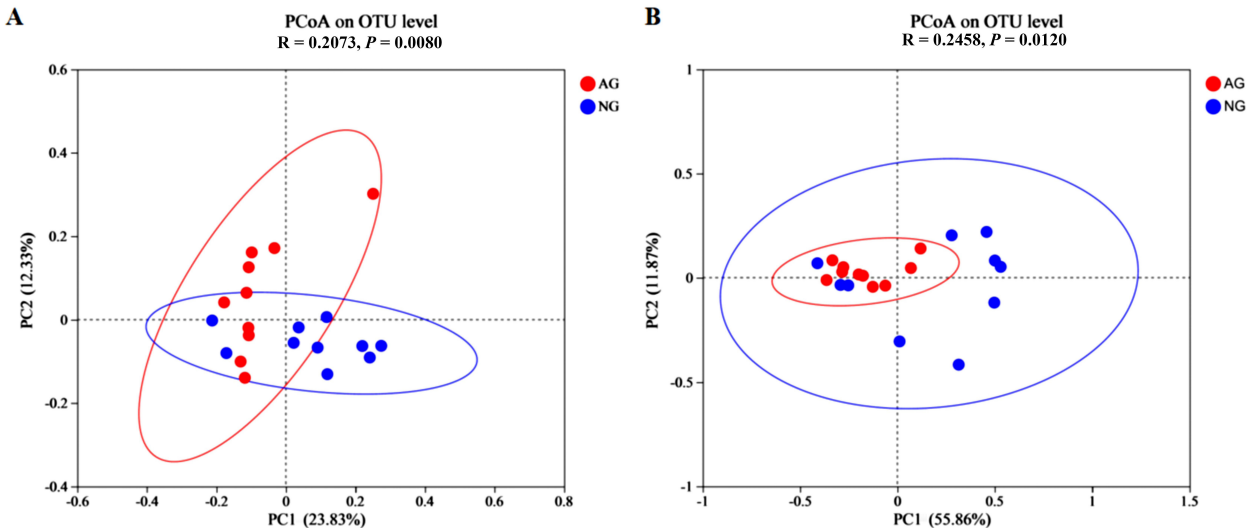 A
PCoA on OTU level
R = 0.2073, P = 0.0080
0.6
0.4
0.2
0
-0.2
-0.4
PC2 (12.33%)
-0.6
-0.4
-0.2
0
0.2
0.4
0.6
0.8
PC1 (23.83%)
AG
NG
B
PCoA on OTU level
R = 0.2458, P = 0.0120
1
0.5
0
-0.5
-1
PC2 (11.87%)
-1
-0.5
0
0.5
1
1.5
PC1 (55.86%)
AG
NG